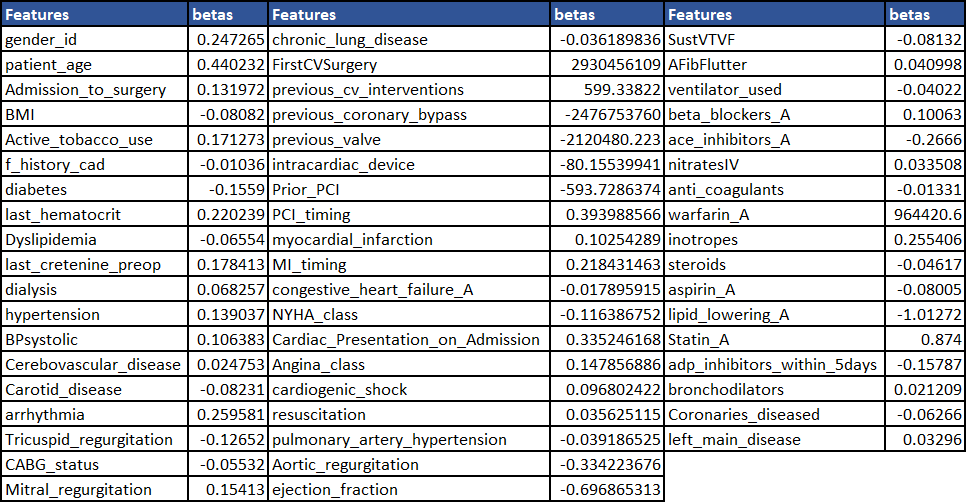 Features betas Features betas Features betas
gender_id 0.247265 chronic_lung_disease -0.036189836 SustVTVF -0.08132
patient_age 0.440232 FirstCVSurgery 2930456109 AFibFlutter 0.040998
Admission_to_surgery 0.131972 previous_cv_interventions 599.33822 ventilator_used -0.04022
BMI -0.08082 previous_coronary_bypass -2476753760 beta_blockers_A 0.10063
Active_tobacco_use 0.171273 previous_valve -2120480.223 ace_inhibitors_A -0.2666
f_history_cad -0.01036 intracardiac_device -80.15539941 nitratesIV 0.033508
diabetes -0.1559 Prior_PCI -593.7286374 anti_coagulants -0.01331
last_hematocrit 0.220239 PCI_timing 0.393988566 warfarin_A 964420.6
Dyslipidemia -0.06554 myocardial_infarction 0.10254289 inotropes 0.255406
last_cretenine_preop 0.178413 MI_timing 0.218431463 steroids -0.04617
dialysis 0.068257 congestive_heart_failure_A -0.017895915 aspirin_A -0.08005
hypertension 0.139037 NYHA_class -0.116386752 lipid_lowering_A -1.01272
BPsystolic 0.106383 Cardiac_Presentation_on_Admission 0.335246168 Statin_A 0.874
Cerebrovascular_disease 0.024753 Angina_class 0.147856886 adp_inhibitors_within_5days -0.15787
Carotid_disease -0.08231 cardiogenic_shock 0.096802422 bronchodilators 0.021209
arrhythmia 0.259581 resuscitation 0.035625115 Coronaries_diseased -0.06266
Tricuspid_regurgitation -0.12652 pulmonary_artery_hypertension -0.039186525 left_main_disease 0.03296
CABG_status -0.05532 Aortic_regurgitation -0.334223676
Mitral_regurgitation 0.15413 ejection_fraction -0.696865313